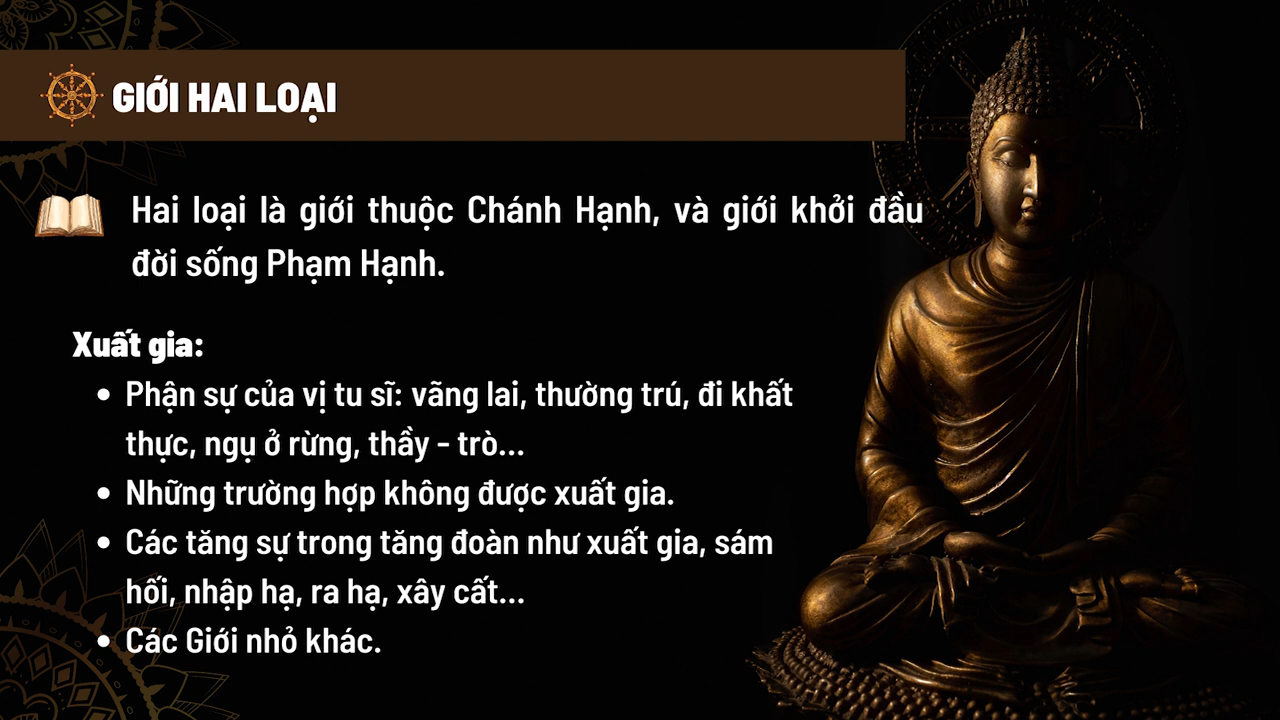 GIỚI HAI LOẠI
Hai loại là giới thuộc Chánh Hạnh, và giới khởi đầu
đời sống Phạm Hạnh.
Xuất gia:
• Phận sự của vị tu sĩ: vãng lai, thường trú, đi khất
thực, ngụ ở rừng, thầy - trò...
• Những trường hợp không được xuất gia.
• Các tăng sự trong tăng đoàn như xuất gia, sám
hối, nhập hạ, ra hạ, xây cất...
• Các Giới nhỏ khác.